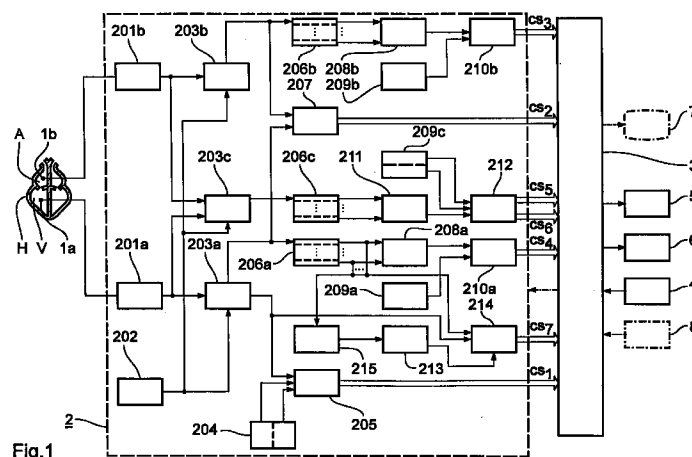 201b
203b
206b
208b
209b
210b
CS3
207
CS2
7
A
1b
H
V
1a
203c
206c
209c
211
212
CS5
CS6
3
5
6
4
8
201a
203a
206a
208a
209a
210a
CS4
214
202
215
213
CS7
204
205
CS1
2
Fig.1